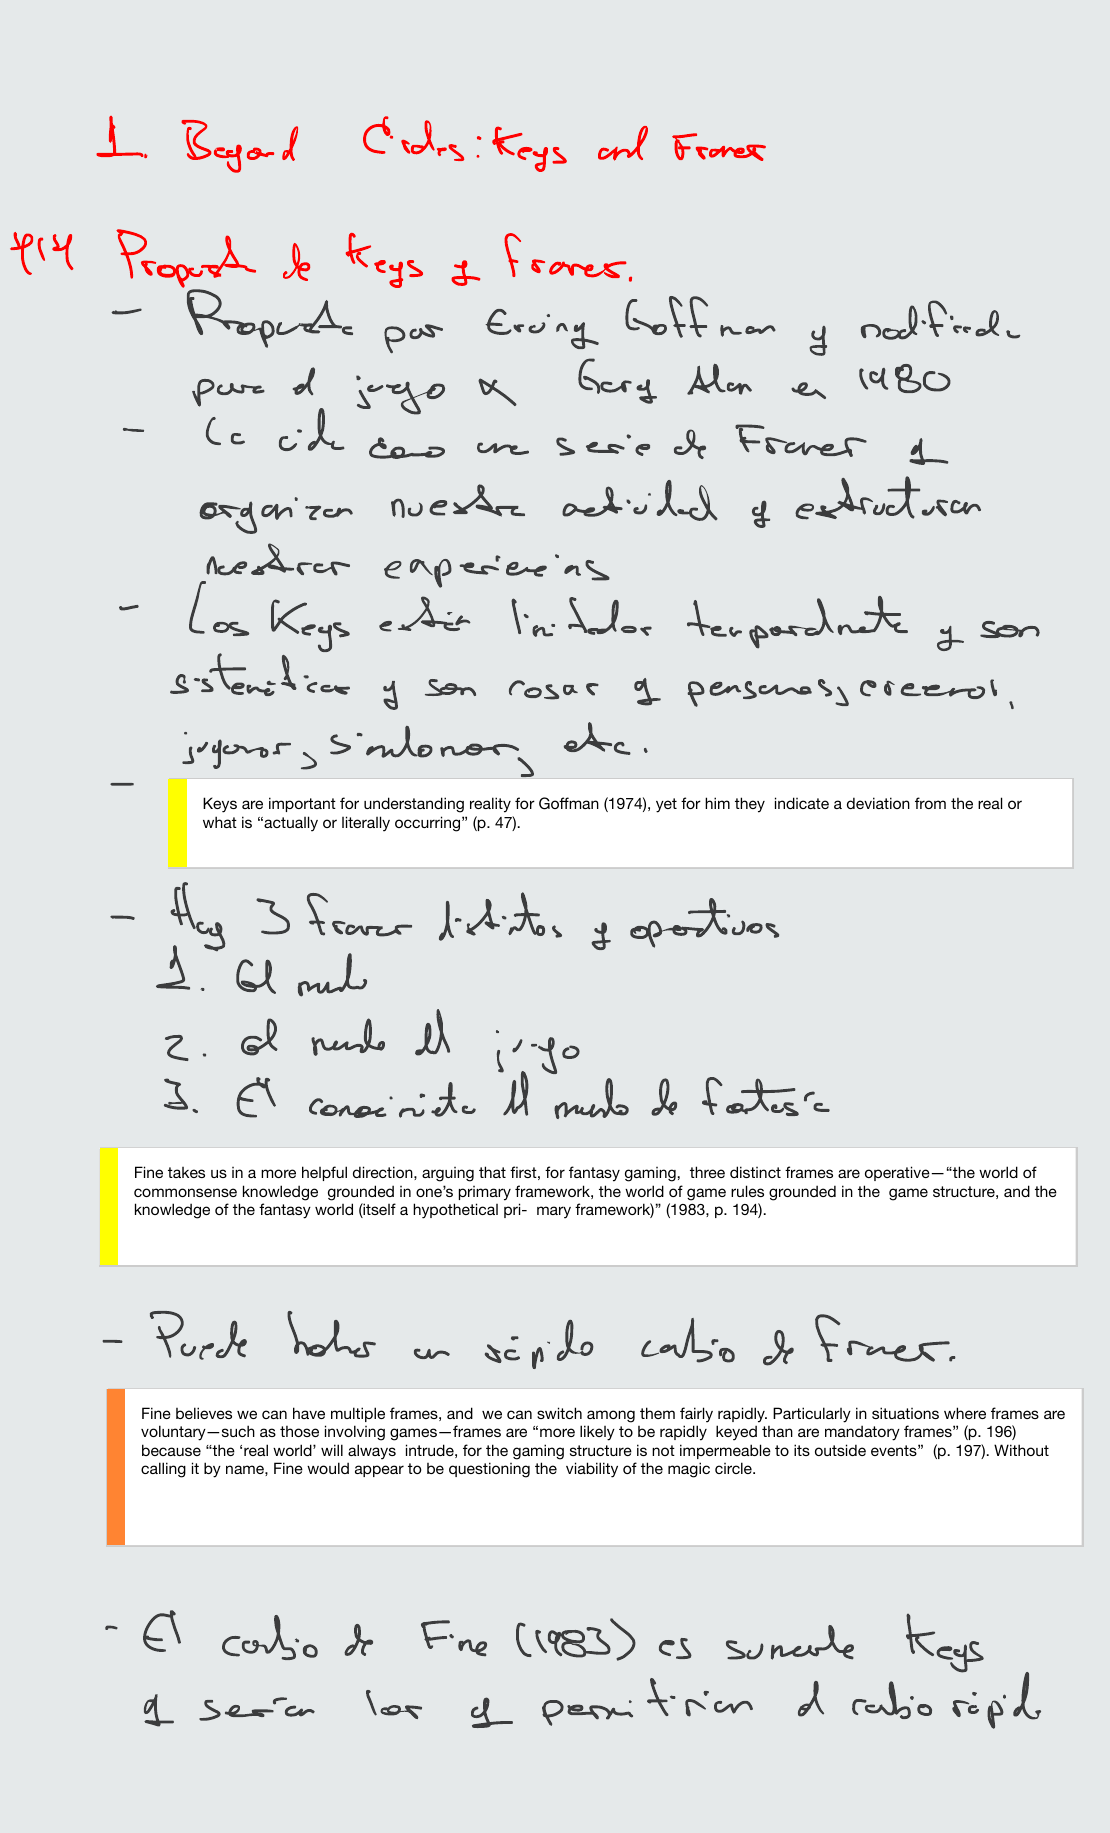 1. Beyond Circles: Keys and Frames
414 Propuesta de Keys y frames.
- Propuesta por Erving Goffman y modificada
para el juego x Gary Alan en 1980
- La vida como una serie de Frames q
organizan nuestra actividad y estructuran
nuestras experiencias
- Los Keys están limitados temporalmente y son
sistemáticas y son cosas q pensamos, creemos,
jugamos, simulamos, etc.
-
Keys are important for understanding reality for Goffman (1974), yet for him they indicate a deviation from the real or
what is “actually or literally occurring” (p. 47).
- Hay 3 frames distintos y operativos
1. El mundo
2. El mundo del juego
3. El conocimiento del mundo de fantasía
Fine takes us in a more helpful direction, arguing that first, for fantasy gaming, three distinct frames are operative—“the world of
commonsense knowledge grounded in one’s primary framework, the world of game rules grounded in the game structure, and the
knowledge of the fantasy world (itself a hypothetical pri- mary framework)” (1983, p. 194).
- Puede haber un rápido cambio de frames.
Fine believes we can have multiple frames, and we can switch among them fairly rapidly. Particularly in situations where frames are
voluntary—such as those involving games—frames are “more likely to be rapidly keyed than are mandatory frames” (p. 196)
because “the ‘real world’ will always intrude, for the gaming structure is not impermeable to its outside events” (p. 197). Without
calling it by name, Fine would appear to be questioning the viability of the magic circle.
- El cambio de Fine (1983) es sumarle Keys
q serían los q permitirían el cambio rápido